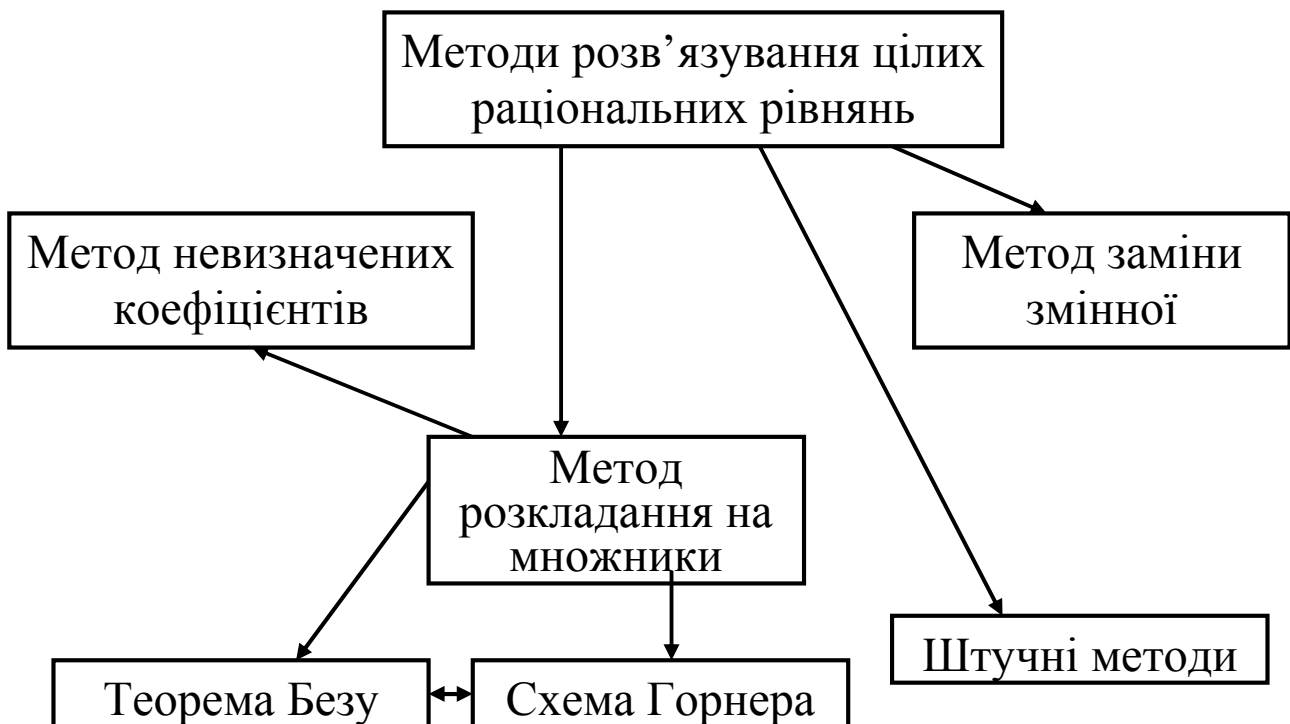 Методи розв’язування цілих
раціональних рівнянь
Метод невизначених
коефіцієнтів
Метод заміни
змінної
Метод
розкладання на
множники
Штучні методи
Теорема Безу
Схема Горнера